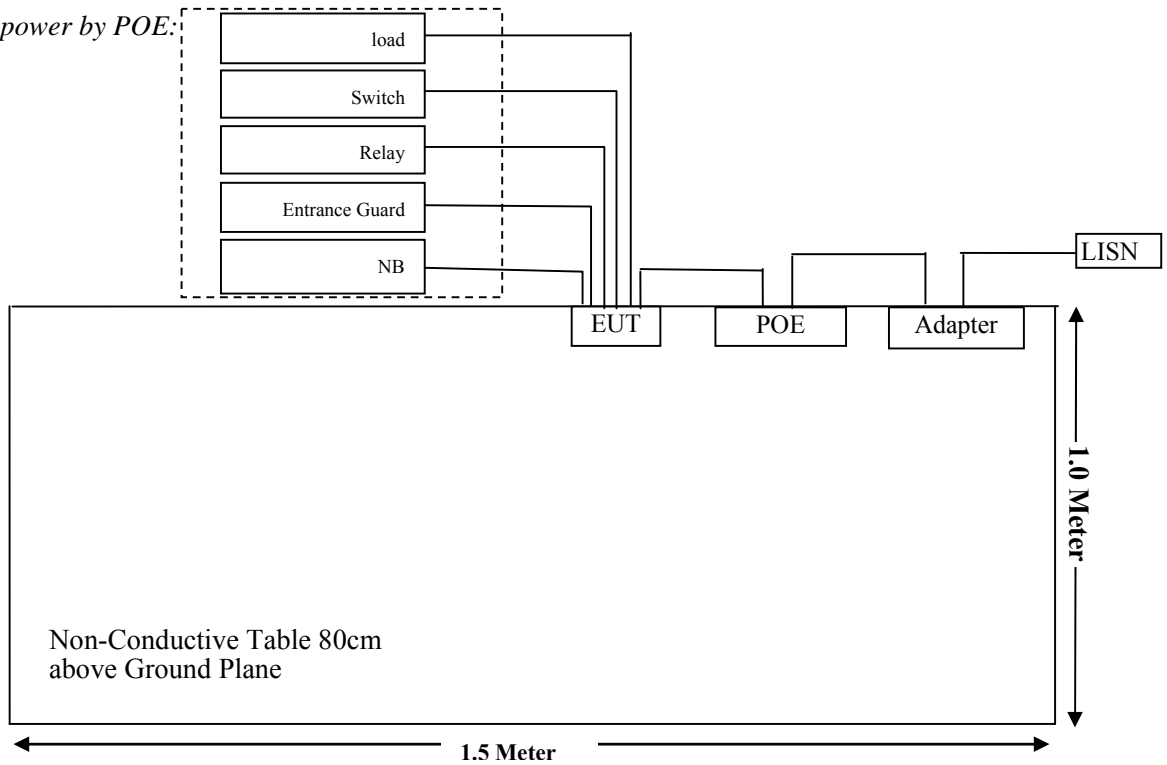 power by POE:
load
Switch
Relay
Entrance Guard
NB
LISN
EUT
POE
Adapter
1.0 Meter
Non-Conductive Table 80cm
above Ground Plane
1.5 Meter